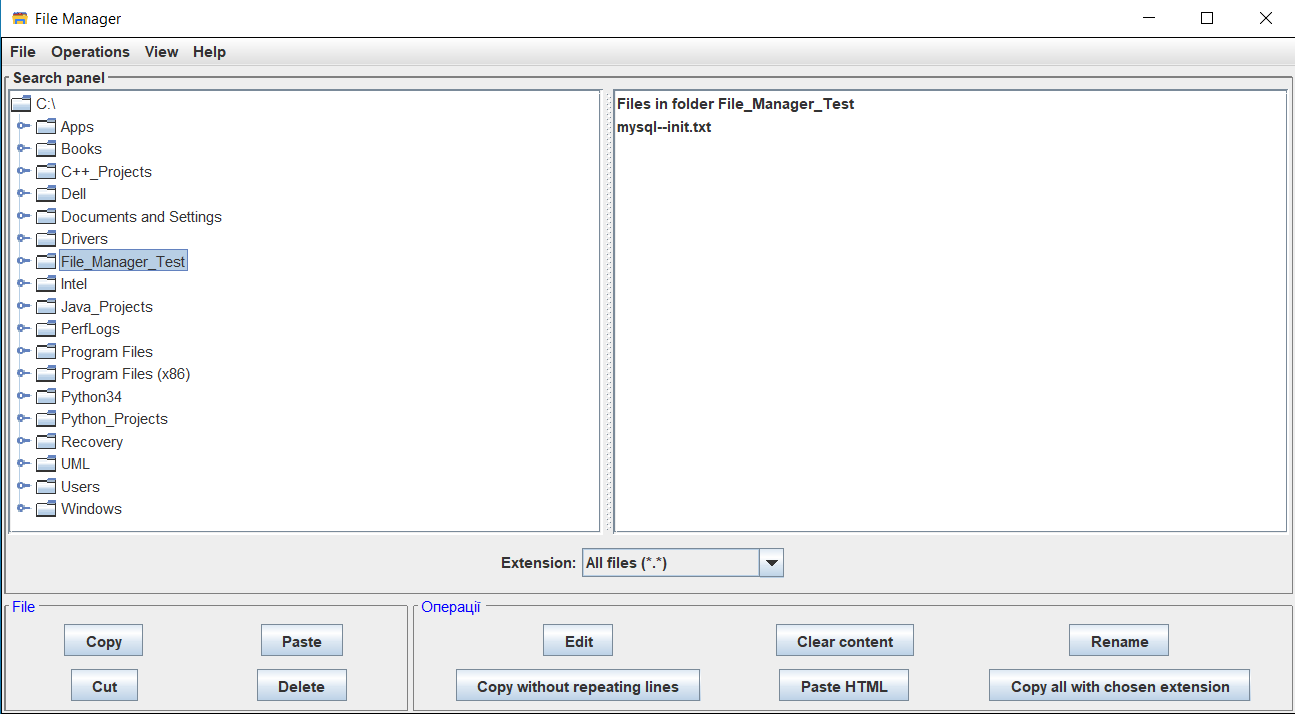 File Manager
File Operations View Help
Search panel
C:\
Apps
Books
C++_Projects
Dell
Documents and Settings
Drivers
File_Manager_Test
Intel
Java_Projects
PerfLogs
Program Files
Program Files (x86)
Python34
Python_Projects
Recovery
UML
Users
Windows
Files in folder File_Manager_Test
mysql--init.txt
Extension: All files (*.*)
File
Copy Paste
Cut Delete
Операції
Edit Clear content Rename
Copy without repeating lines Paste HTML Copy all with chosen extension